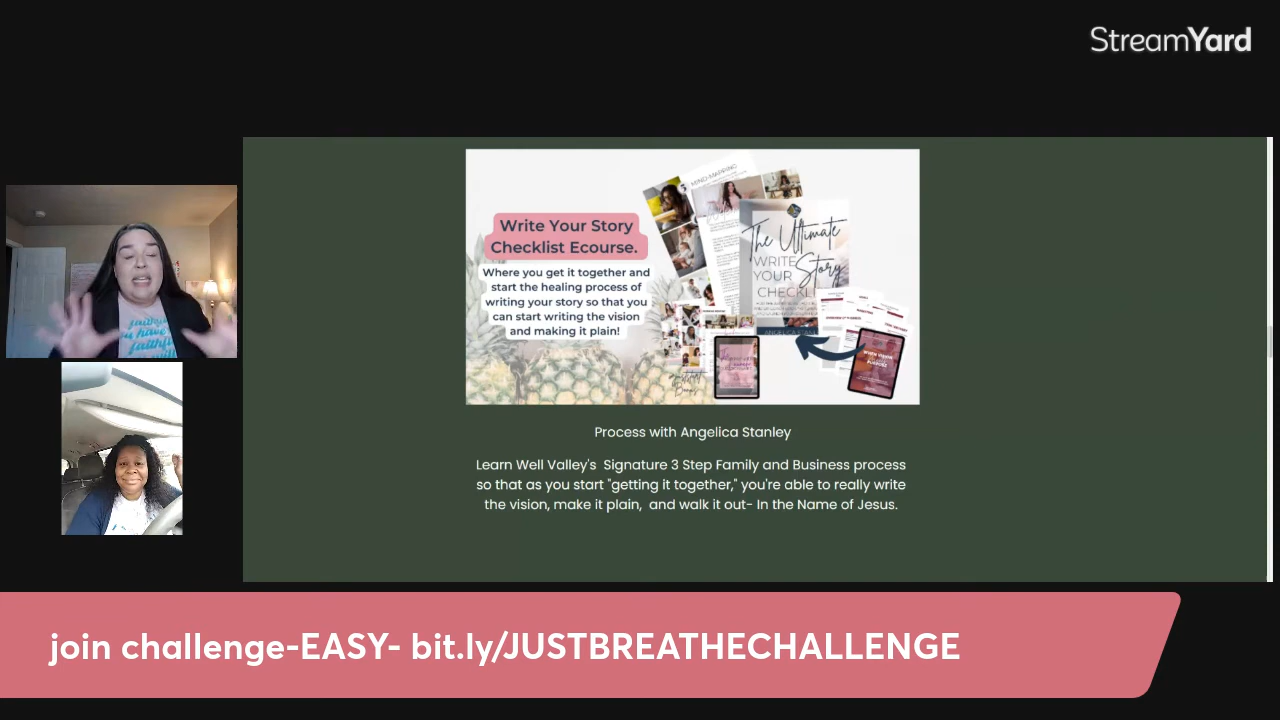 StreamYard
Write Your Story
Checklist Ecourse.
Where you get it together and
start the healing process of
writing your story so that you
can start writing the vision
and making it plain!
MIND MAPPING
The Ultimate
WRITE
YOUR Story
Process with Angelica Stanley
Learn Well Valley's Signature 3 Step Family and Business process
so that as you start "getting it together," you're able to really write
the vision, make it plain, and walk it out- In the Name of Jesus.
join challenge-EASY- bit.ly/JUSTBREATHECHALLENGE